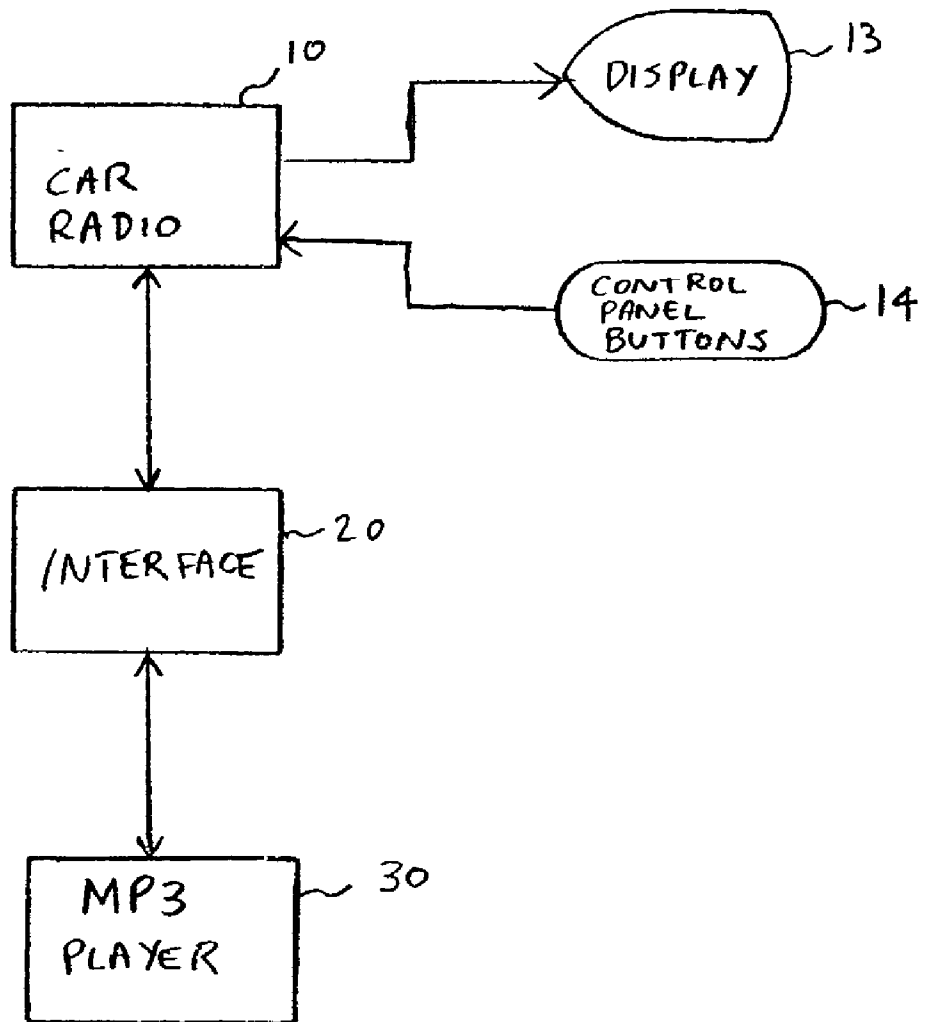 10
13
DISPLAY
CAR
RADIO
CONTROL
PANEL
BUTTONS
14
20
INTERFACE
30
MP3
PLAYER